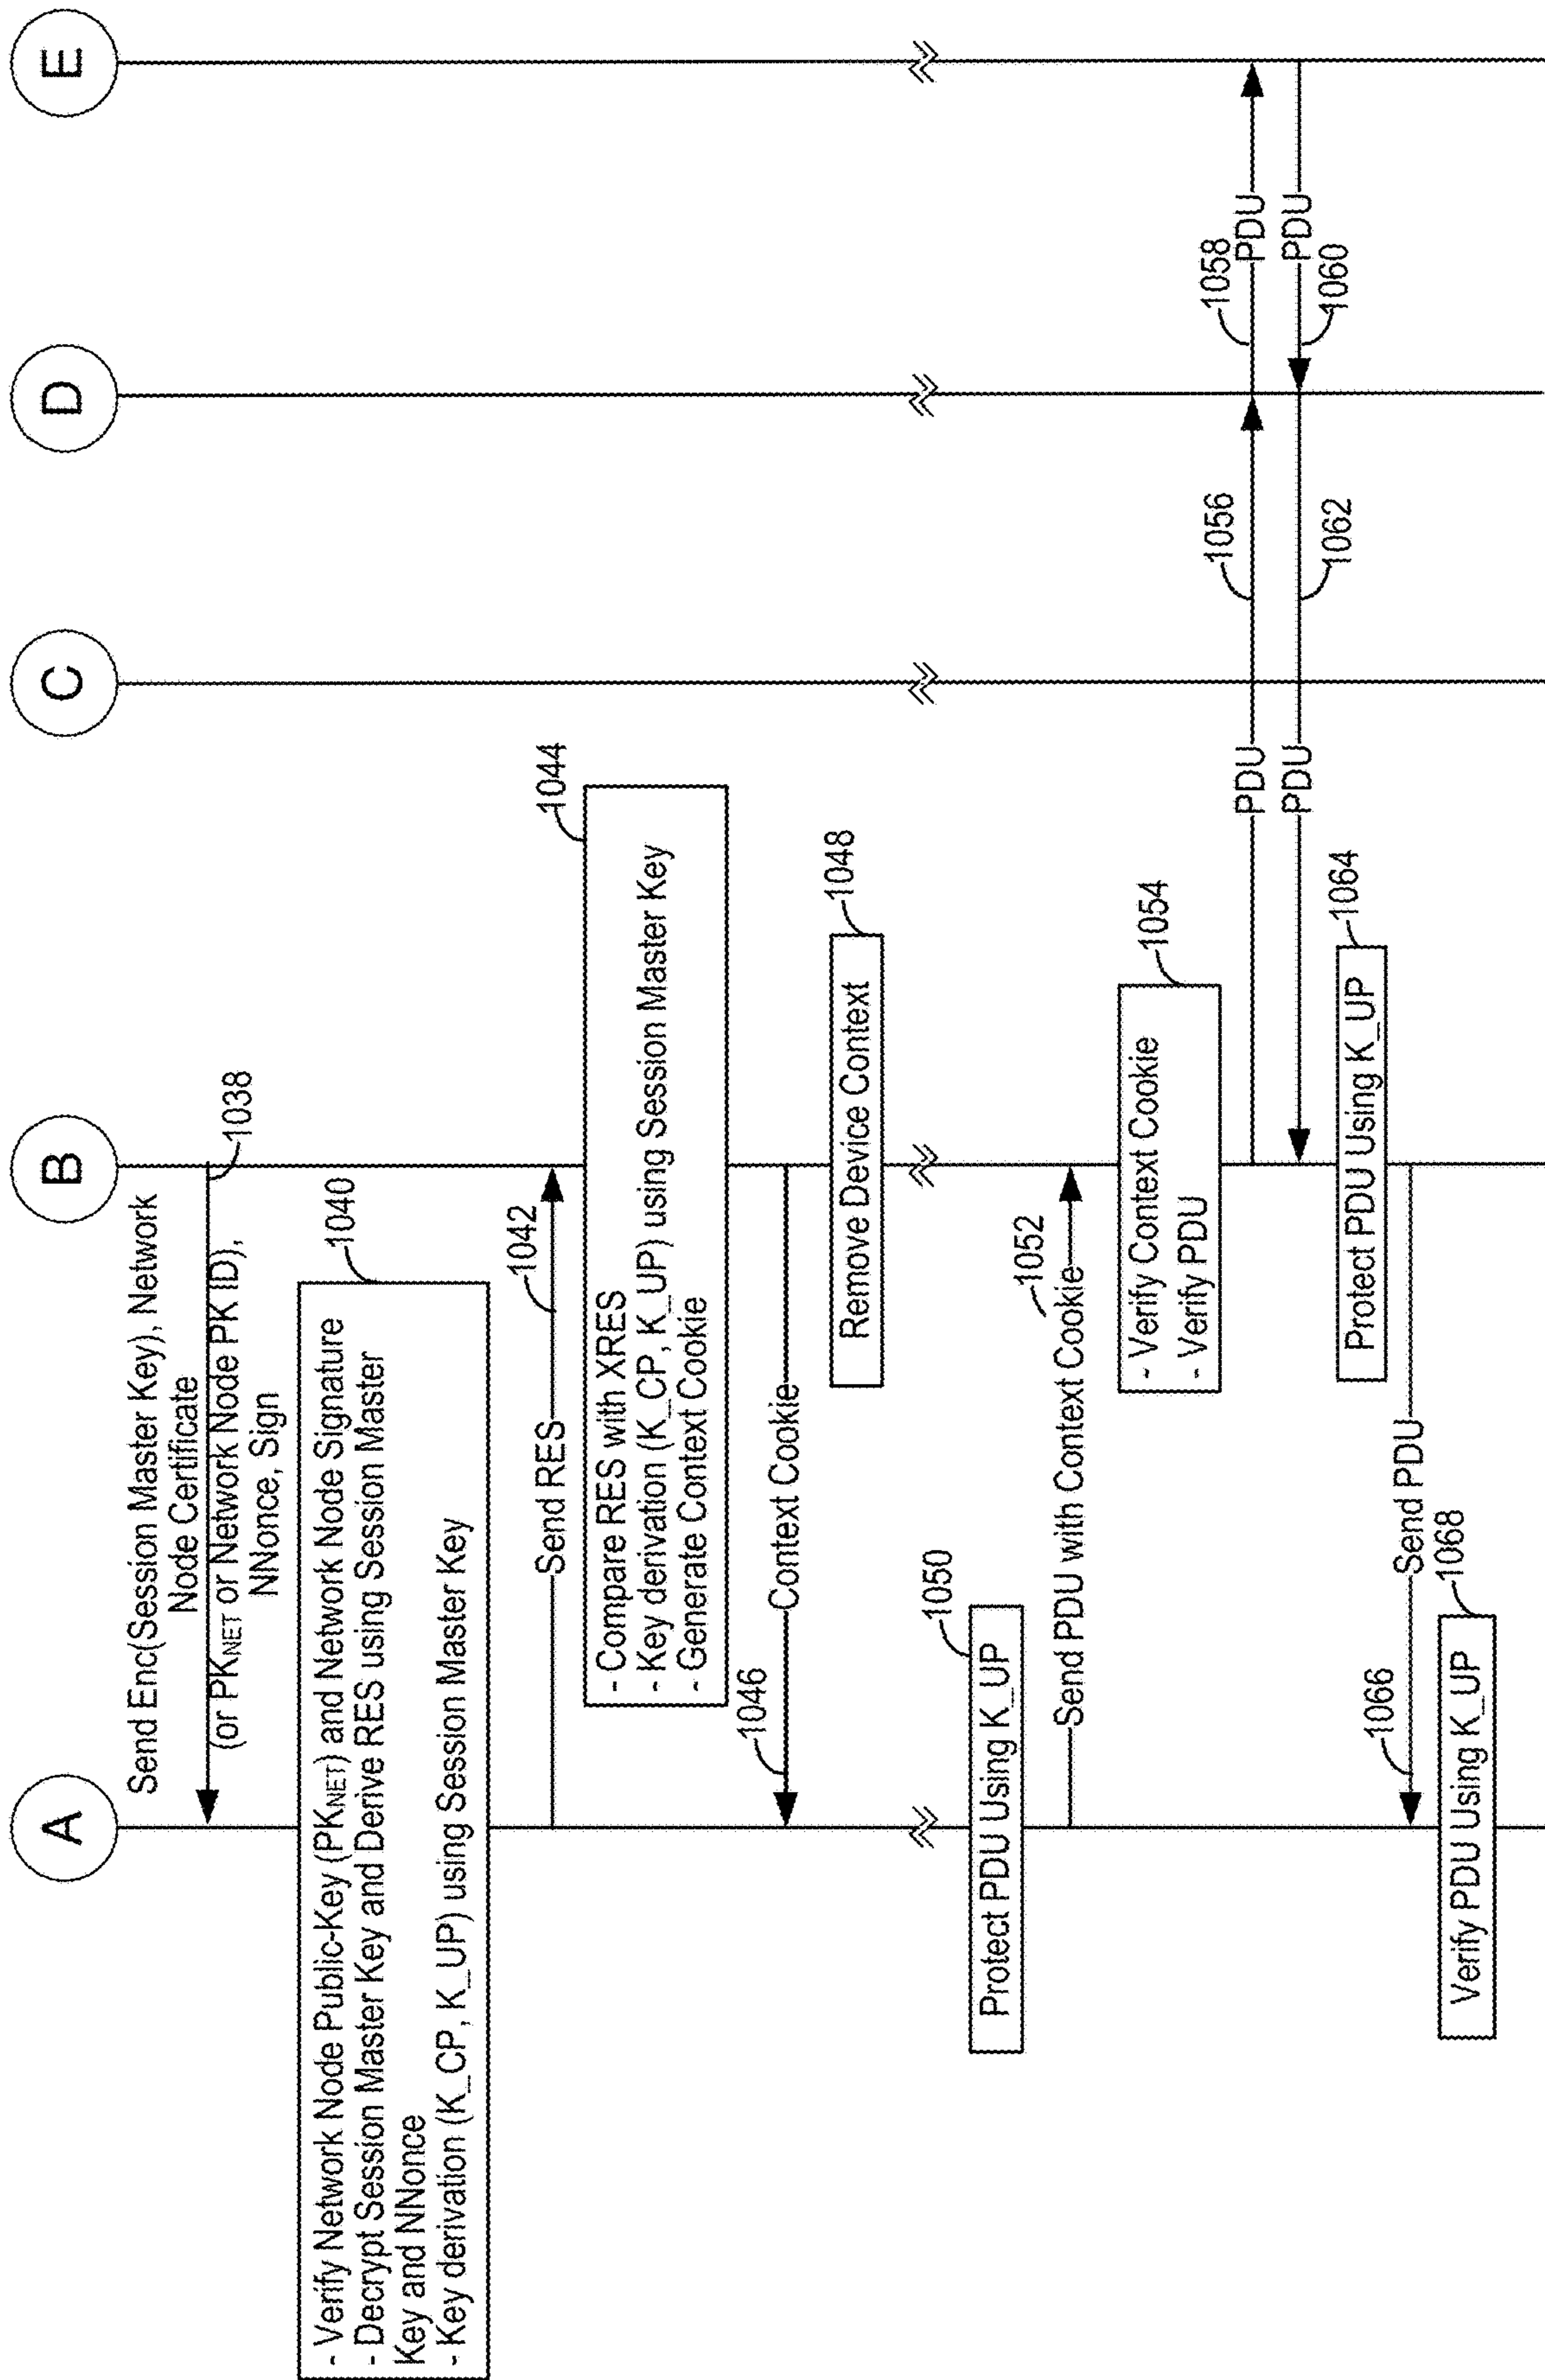 A
B
C
D
E
Send Enc(Session Master Key), Network
Node Certificate
(or PKNET or Network Node PK ID),
NNonce, Sign
1038
1040
- Verify Network Node Public-Key (PKNET) and Network Node Signature
- Decrypt Session Master Key and Derive RES using Session Master
Key and NNonce
- Key derivation (K_CP, K_UP) using Session Master Key
1042
Send RES
1044
- Compare RES with XRES
- Key derivation (K_CP, K_UP) using Session Master Key
- Generate Context Cookie
1046
Context Cookie
1048
Remove Device Context
1050
Protect PDU Using K_UP
1052
Send PDU with Context Cookie
1054
- Verify Context Cookie
- Verify PDU
1056
PDU
1058
PDU
PDU
1060
PDU
1062
1064
Protect PDU Using K_UP
1066
Send PDU
1068
Verify PDU Using K_UP